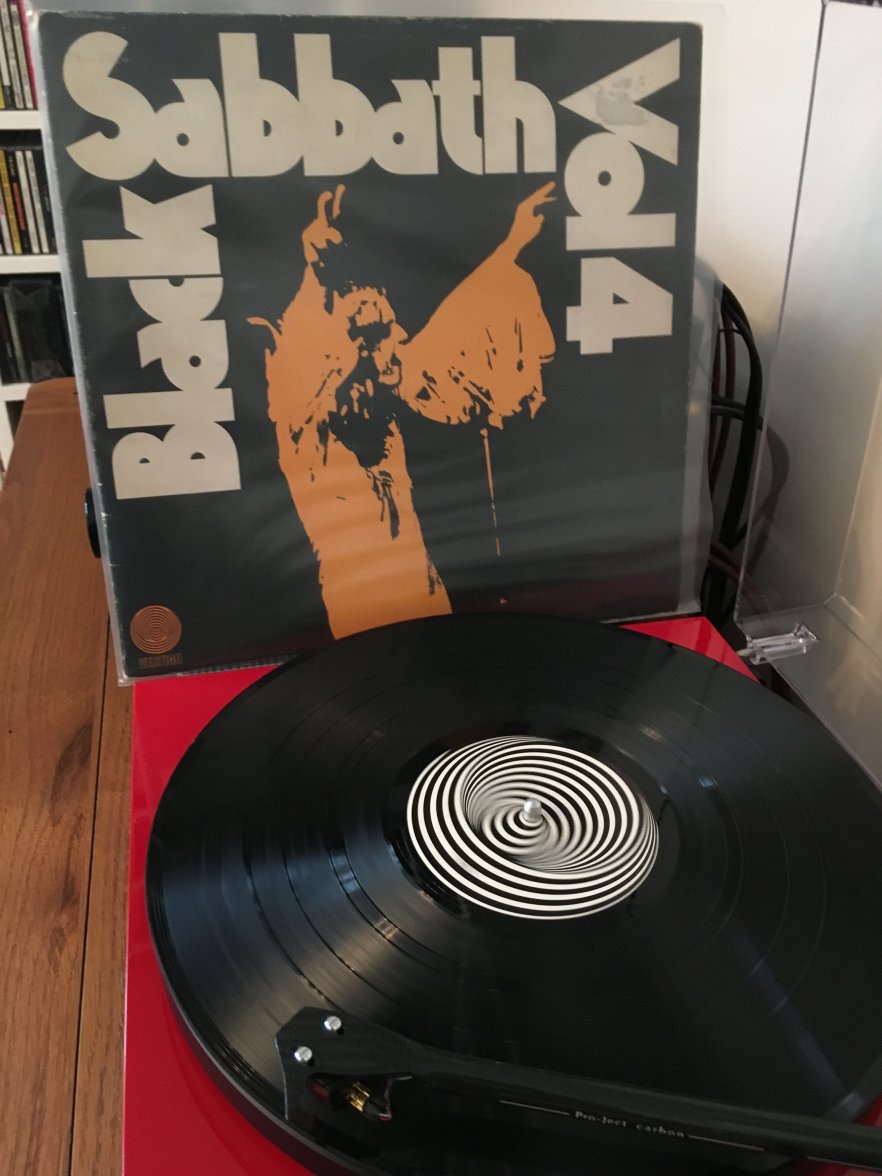 Black
Sabbath
Vol 4
VERTIGO
Pro-Ject carbon